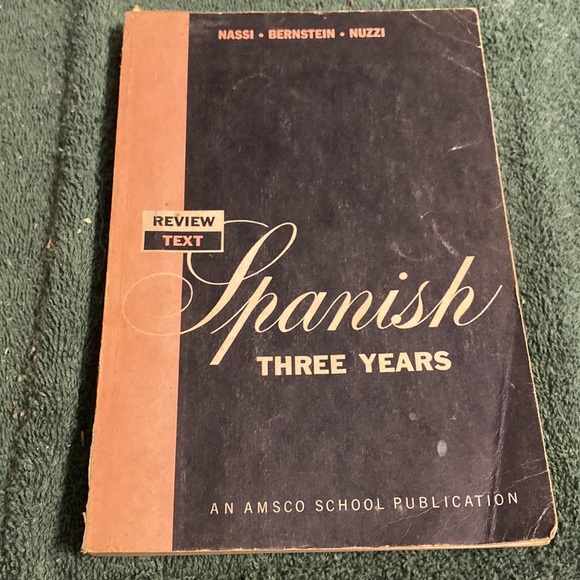 NASSI • BERNSTEIN • NUZZI
REVIEW
TEXT
Spanish
THREE YEARS
AN AMSCO SCHOOL PUBLICATION